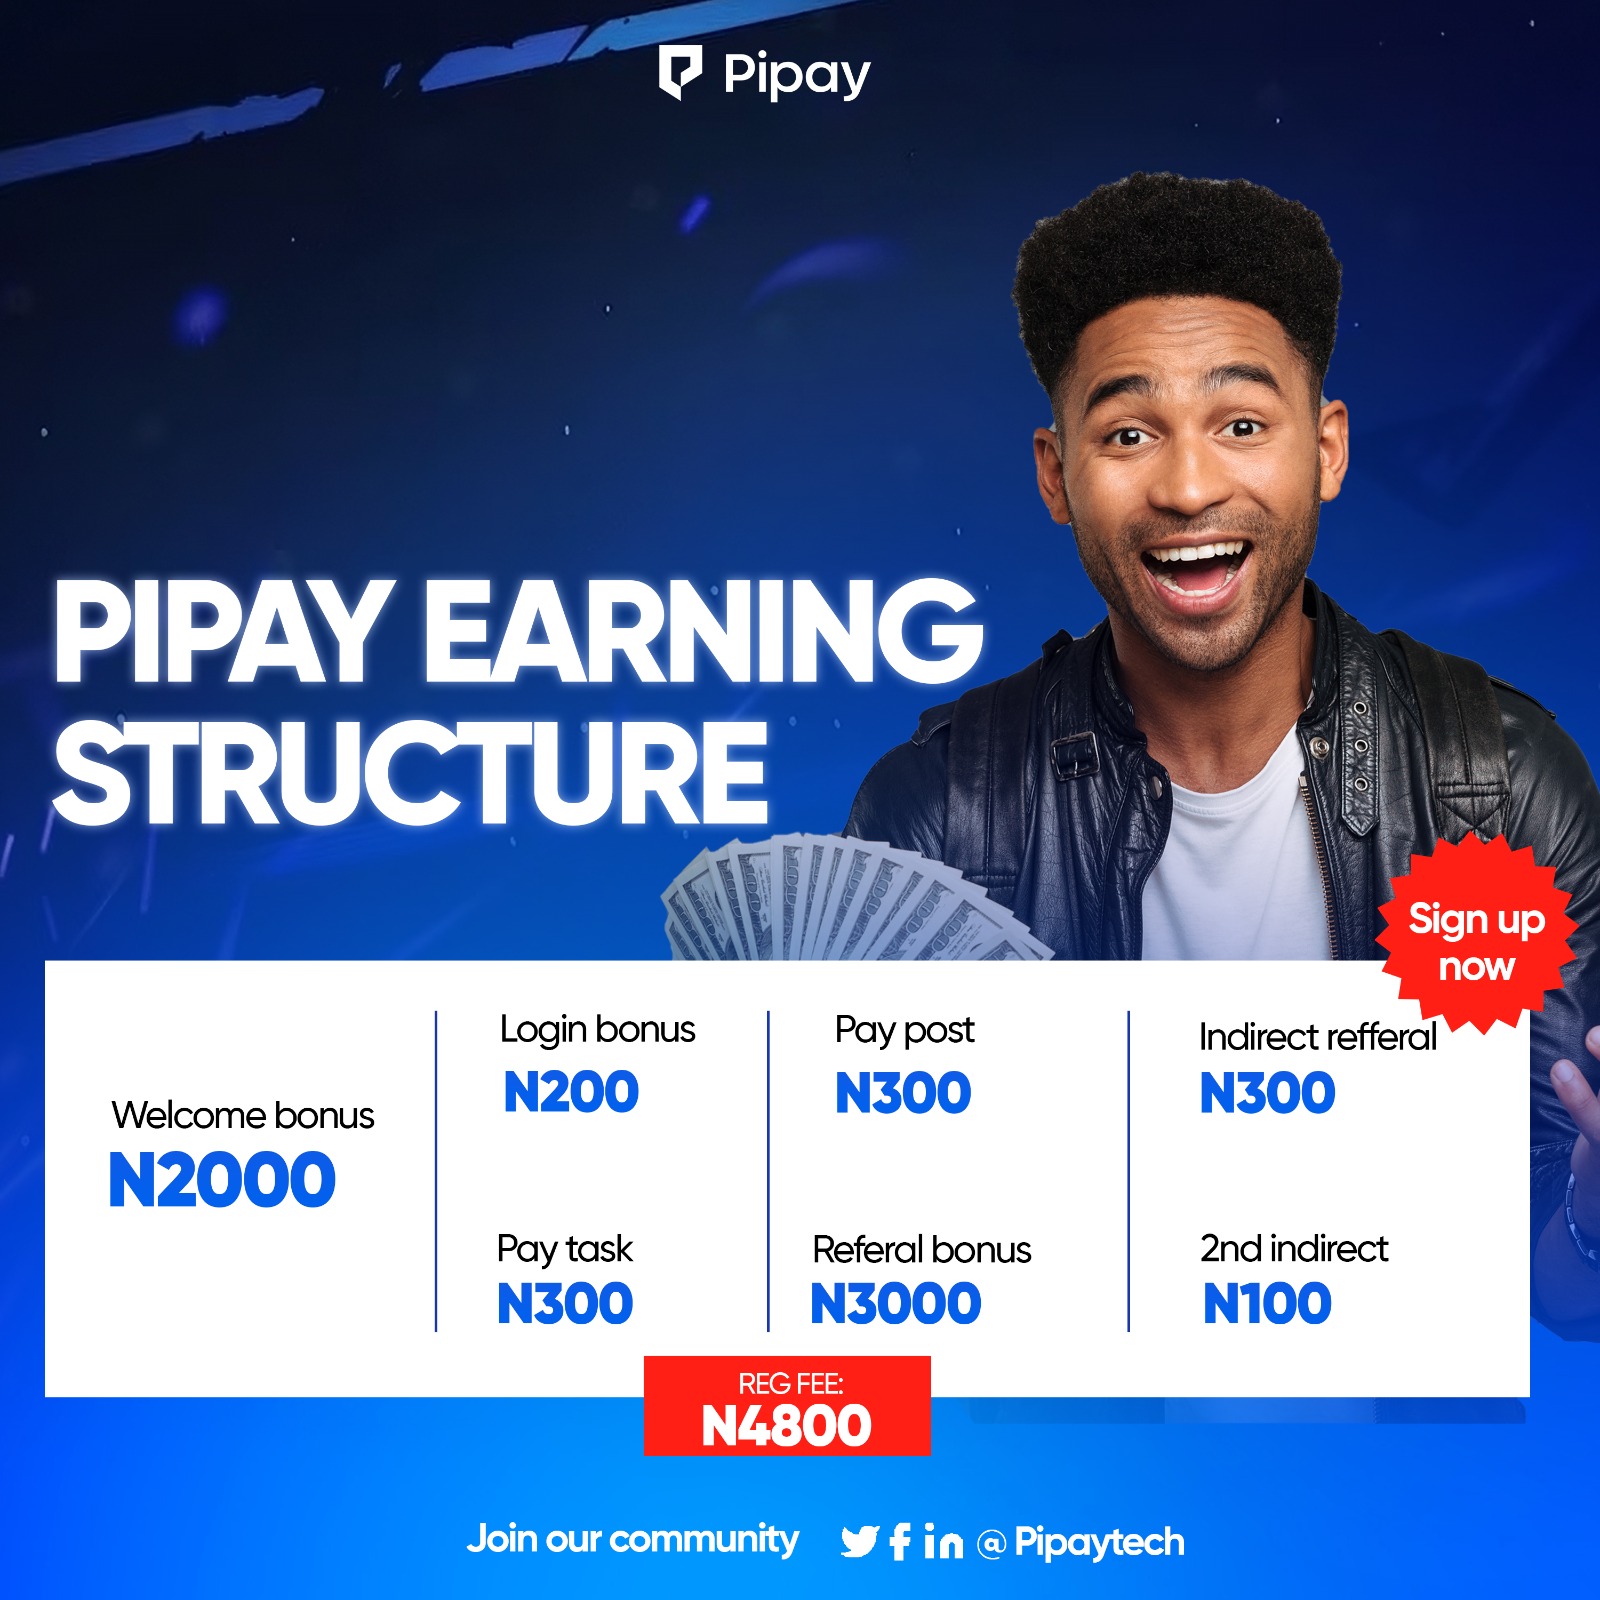 Pipay
PIPAY EARNING
STRUCTURE
Sign up
now
Welcome bonus
N2000
Login bonus
N200
Pay task
N300
Pay post
N300
Referal bonus
N3000
Indirect refferal
N300
2nd indirect
N100
REG FEE:
N4800
Join our community @ Pipaytech